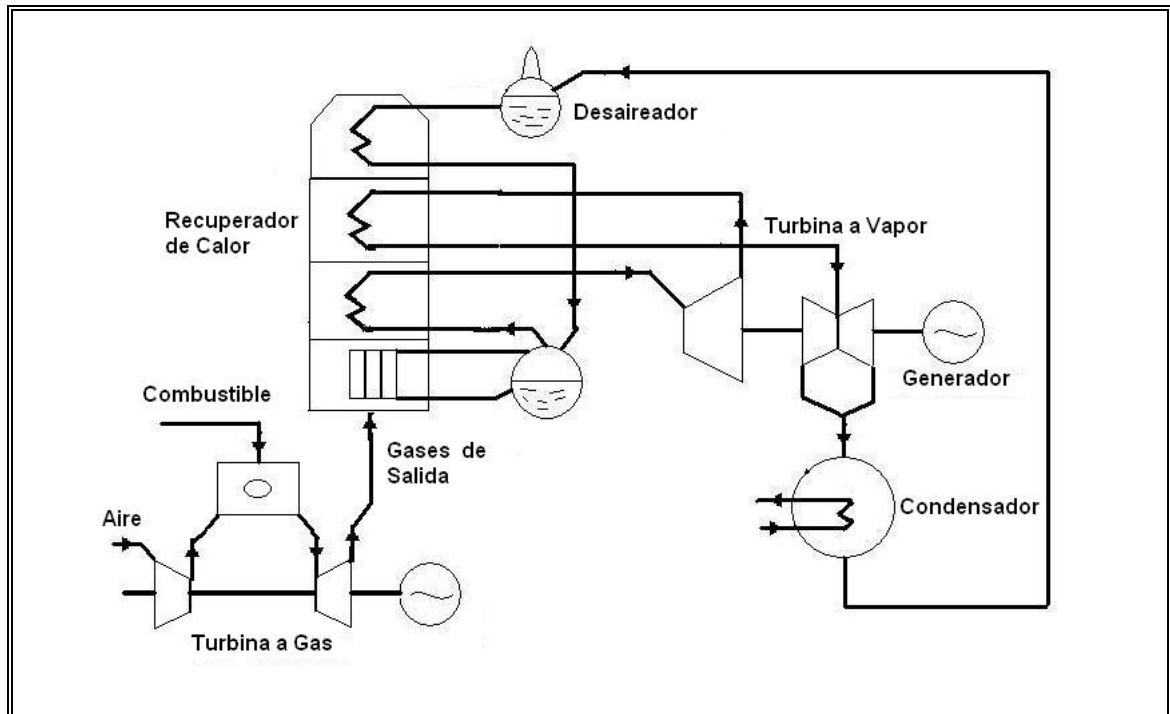 Desaireador
Recuperador
de Calor
Turbina a Vapor
Generador
Combustible
Gases de
Salida
Condensador
Aire
Turbina a Gas